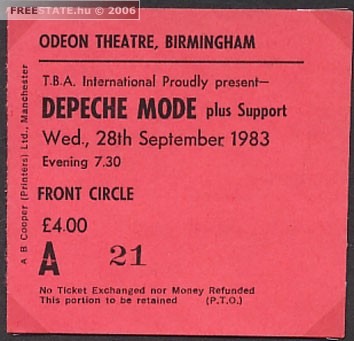 FREESTATE.hu © 2006
ODEON THEATRE, BIRMINGHAM
T.B.A. International Proudly present—
DEPECHE MODE plus Support
Wed., 28th September 1983
Evening 7.30
FRONT CIRCLE
£4.00
A 21
No Ticket Exchanged nor Money Refunded
This portion to be retained (P.T.O.)
A B Cooper (Printers) Ltd., Manchester